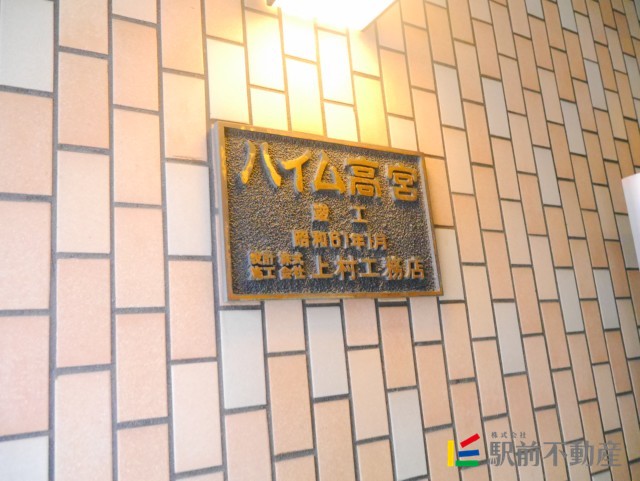 ハイム高宮
竣工
昭和61年1月
設計 株式
施工 会社 上村工務店
株式会社
駅前不動産